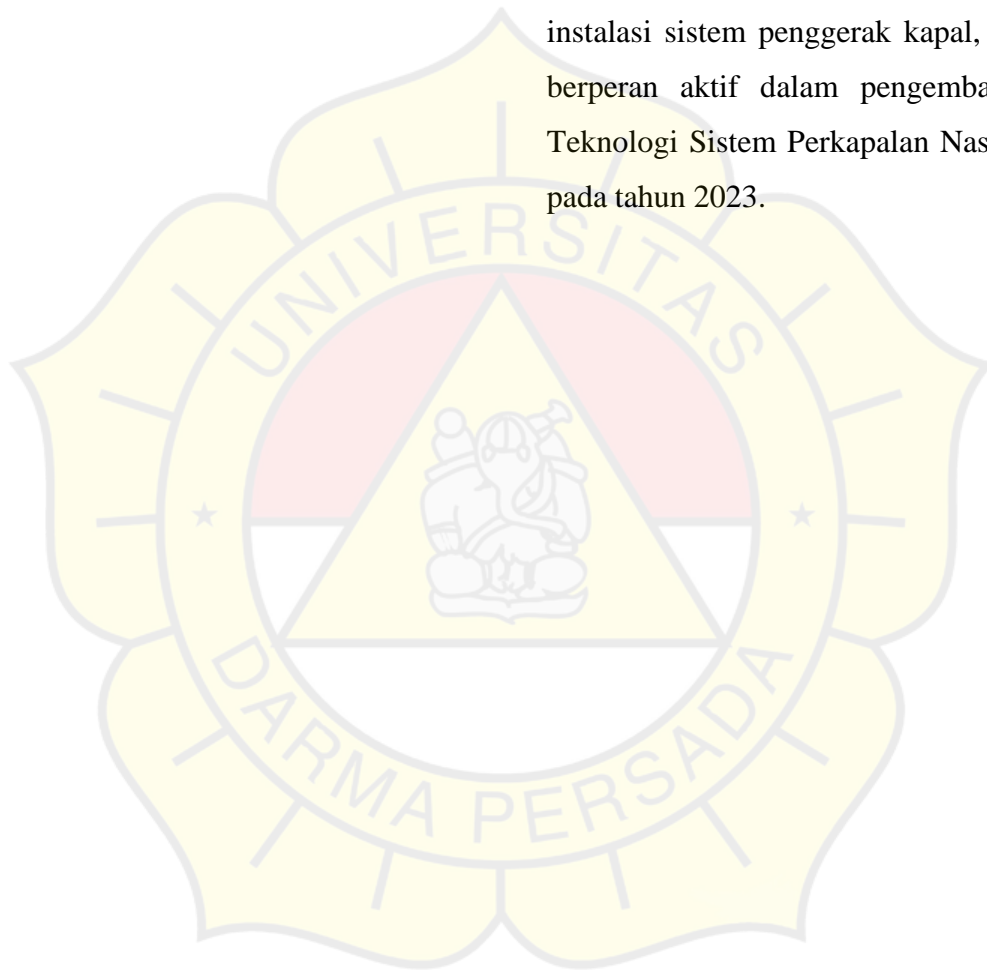 instalasi sistem penggerak kapal,
berperan aktif dalam pengemba
Teknologi Sistem Perkapalan Nas
pada tahun 2023.
UNIVERSITAS
DARMA PERSADA